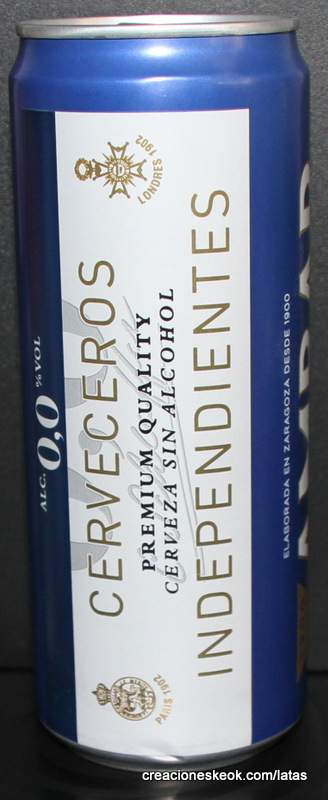 ALC. 0,0 % VOL
CERVECEROS
PREMIUM QUALITY
CERVEZA SIN ALCOHOL
INDEPENDIENTES
LONDRES 1902
PARIS 1902
ELABORADA EN ZARAGOZA DESDE 1900
AMBAR
creacioneskeok.com/latas